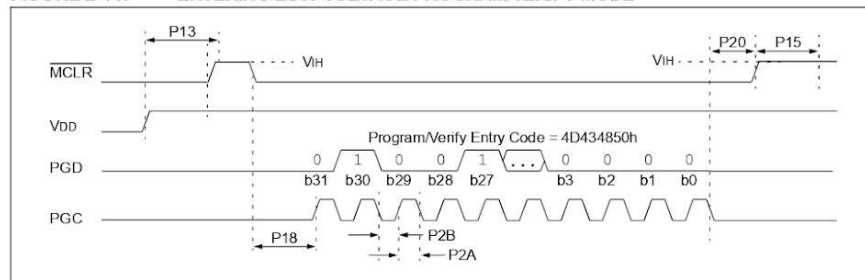 P13
P20
P15
MCLR
VIH
VIH
VDD
Program/Verify Entry Code = 4D434850h
PGD
0 1 0 0 1 ... 0 0 0 0
b31 b30 b29 b28 b27 b3 b2 b1 b0
PGC
P18
P2B
P2A